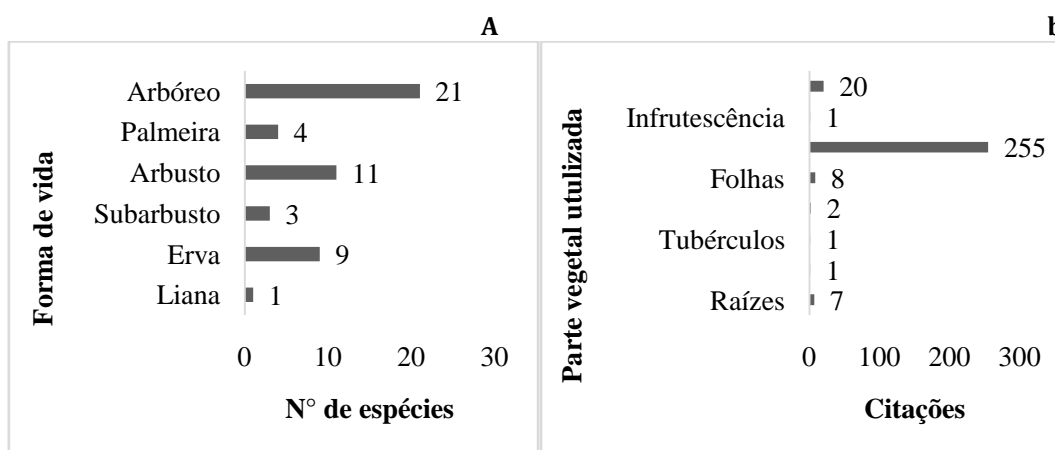 A
Forma de vida
Arbóreo 21
Palmeira 4
Arbusto 11
Subarbusto 3
Erva 9
Liana 1
0 10 20 30
N° de espécies
b
Parte vegetal utulizada
20
Infrutescência 1
255
Folhas 8
2
Tubérculos 1
1
Raízes 7
0 100 200 300
Citações